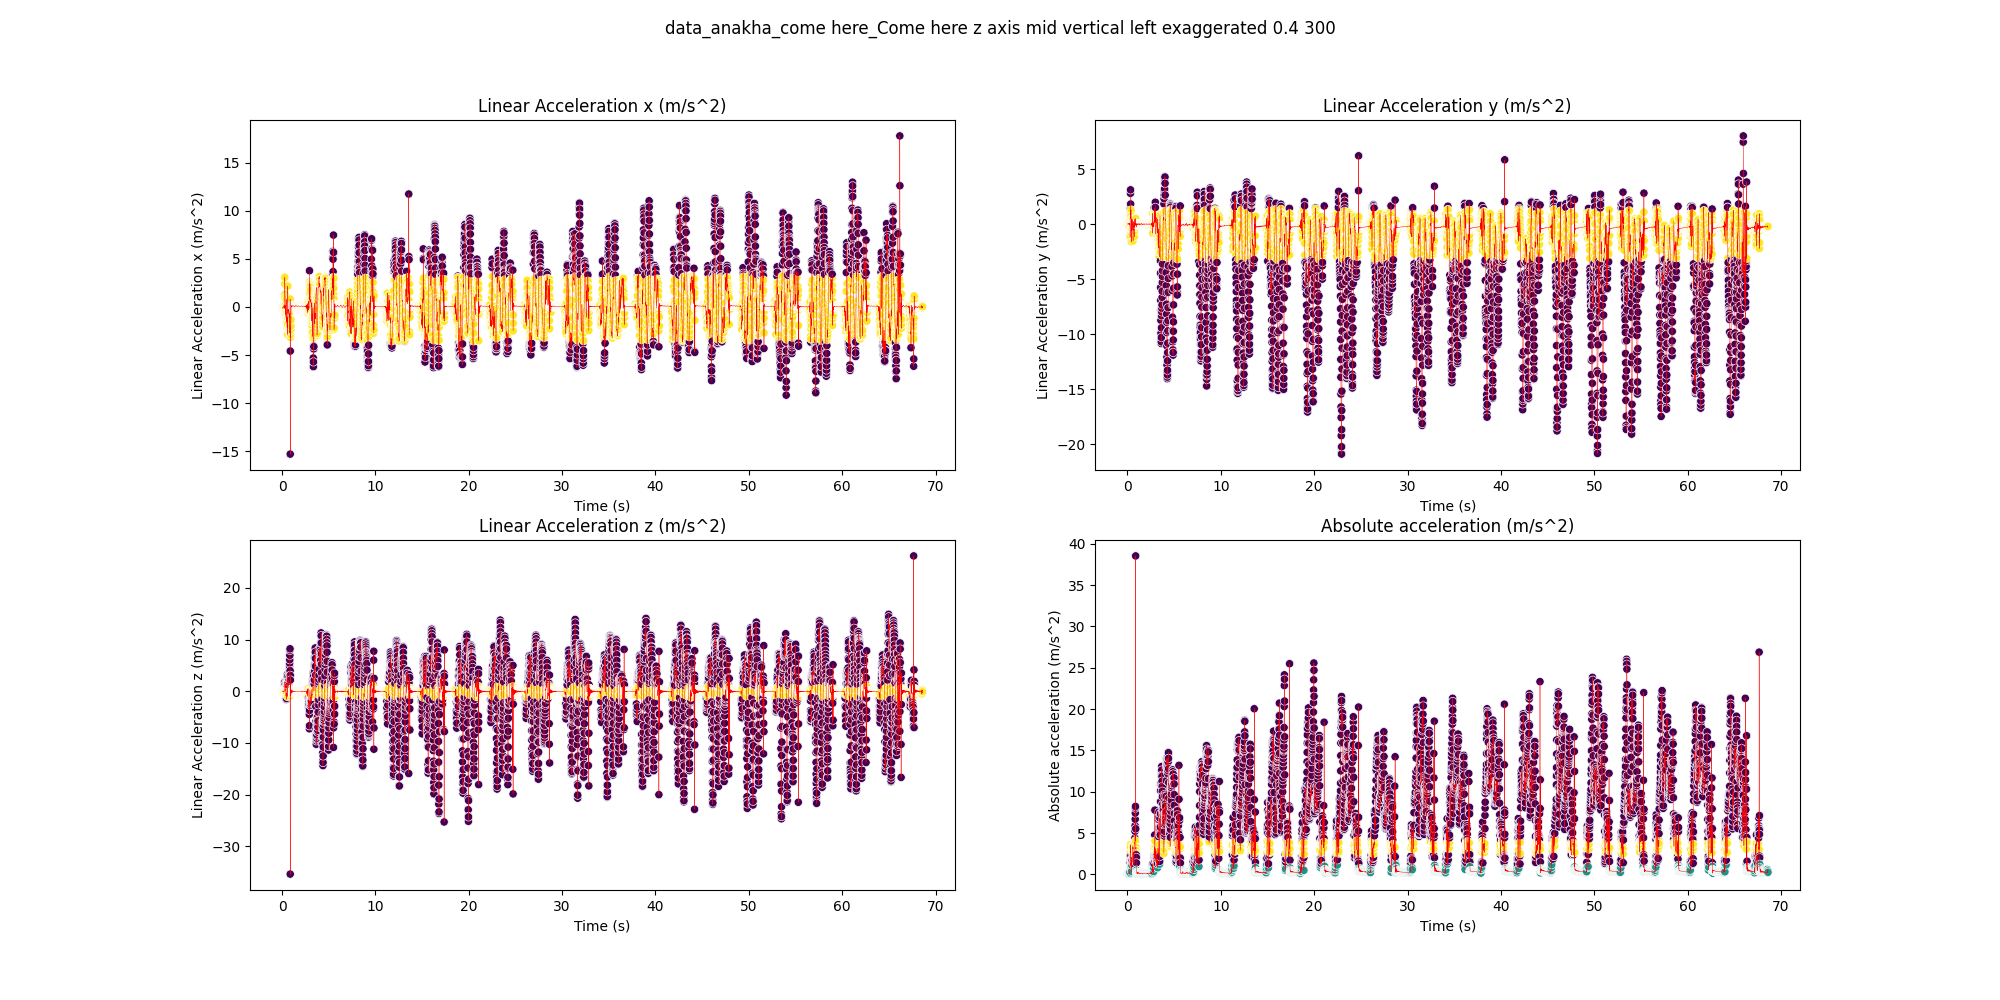 data_anakha_come here_Come here z axis mid vertical left exaggerated 0.4 300
Linear Acceleration x (m/s^2)
Linear Acceleration x (m/s^2)
15
10
5
0
−5
−10
−15
0 10 20 30 40 50 60 70
Time (s)
Linear Acceleration y (m/s^2)
Linear Acceleration y (m/s^2)
5
0
−5
−10
−15
−20
0 10 20 30 40 50 60 70
Time (s)
Linear Acceleration z (m/s^2)
Linear Acceleration z (m/s^2)
20
10
0
−10
−20
−30
0 10 20 30 40 50 60 70
Time (s)
Absolute acceleration (m/s^2)
Absolute acceleration (m/s^2)
40
35
30
25
20
15
10
5
0
0 10 20 30 40 50 60 70
Time (s)